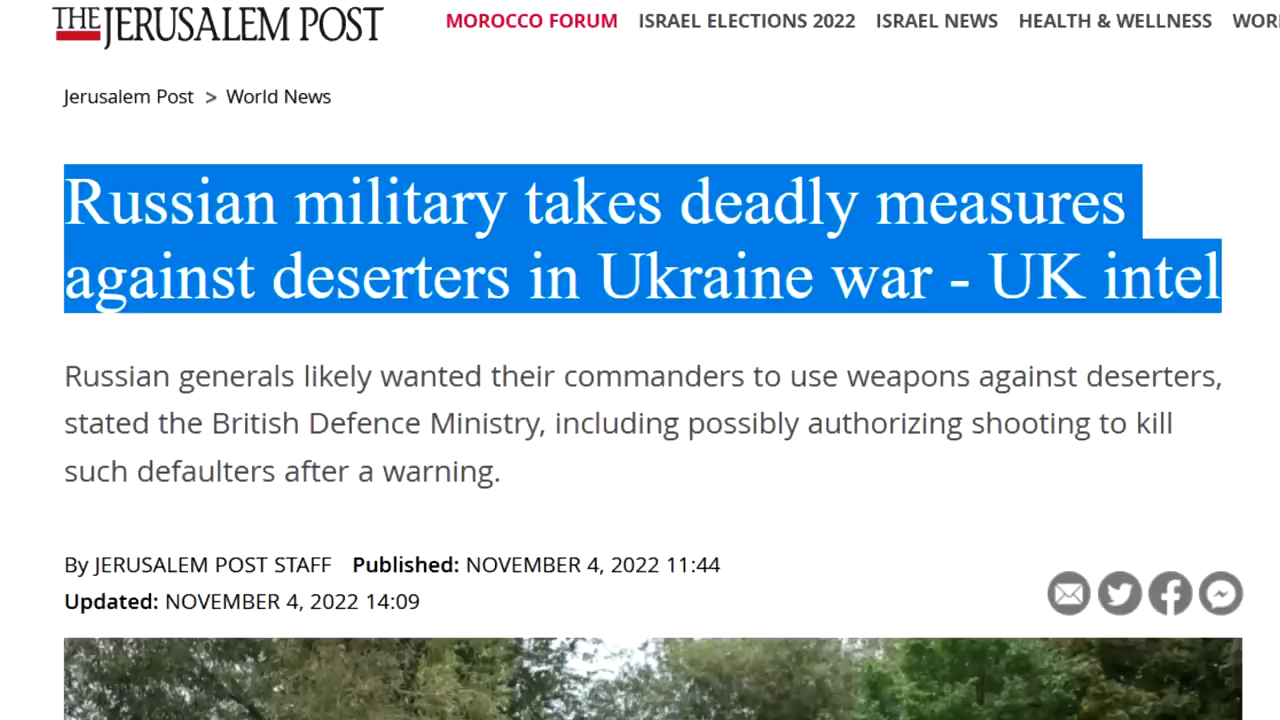 THE JERUSALEM POST MOROCCO FORUM ISRAEL ELECTIONS 2022 ISRAEL NEWS HEALTH & WELLNESS
Jerusalem Post > World News
Russian military takes deadly measures
against deserters in Ukraine war - UK intel
Russian generals likely wanted their commanders to use weapons against deserters,
stated the British Defence Ministry, including possibly authorizing shooting to kill
such defaulters after a warning.
By JERUSALEM POST STAFF Published: NOVEMBER 4, 2022 11:44
Updated: NOVEMBER 4, 2022 14:09